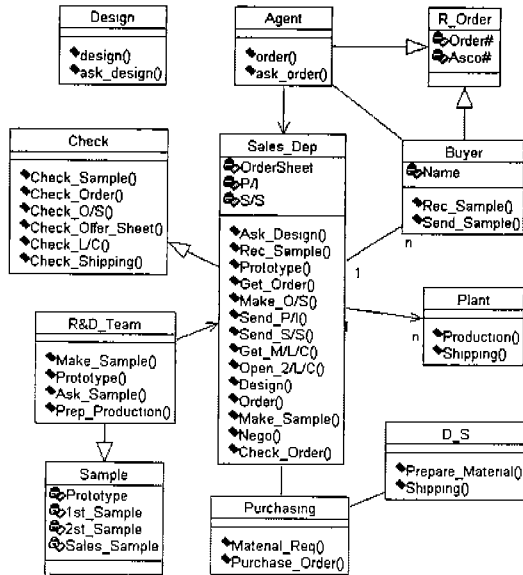 Design
design()
ask_design()
Agent
order()
ask_order()
R_Order
Order#
Asco#
Check
Check_Sample()
Check_Order()
Check_O/S()
Check_Offer_Sheet()
Check_L/C()
Check_Shipping()
Sales_Dep
OrderSheet
P/I
S/S
Ask_Design()
Rec_Sample()
Prototype()
Get_Order()
Make_O/S()
Send_P/I()
Send_S/S()
Get_M/L/C()
Open_2/L/C()
Design()
Order()
Make_Sample()
Nego()
Check_Order()
Buyer
Name
Rec_Sample()
Send_Sample()
n
1
Plant
Production()
Shipping()
n
R&D_Team
Make_Sample()
Prototype()
Ask_Sample()
Prep_Production()
D_S
Prepare_Material()
Shipping()
Sample
Prototype
1st_Sample
2st_Sample
Sales_Sample
Purchasing
Material_Req()
Purchase_Order()